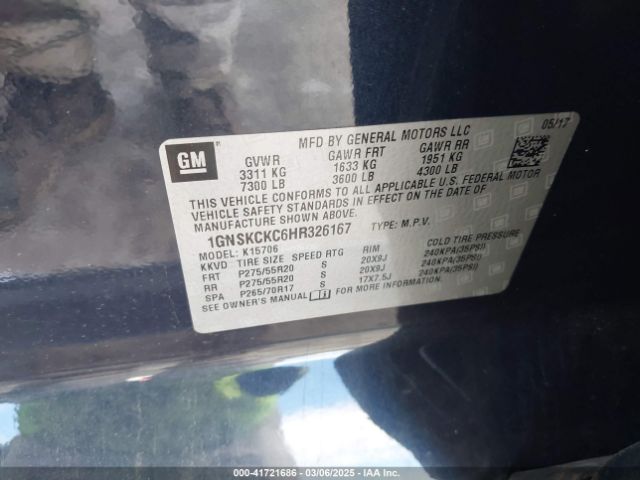 05/17
MFD BY GENERAL MOTORS LLC
GM
GVWR GAWR FRT GAWR RR
3311 KG 1633 KG 1951 KG
7300 LB 3600 LB 4300 LB
THIS VEHICLE CONFORMS TO ALL APPLICABLE U.S. FEDERAL MOTOR
VEHICLE SAFETY STANDARDS IN EFFECT ON THE DATE OF
MANUFACTURE SHOWN ABOVE.
1GNSKCKC6HR326167 TYPE: M.P.V.
MODEL: K15706
KKVD TIRE SIZE SPEED RTG RIM COLD TIRE PRESSURE
FRT P275/55R20 S 20X9J 240KPA(35PSI)
RR P275/55R20 S 20X9J 240KPA(35PSI)
SPA P265/70R17 S 17X7.5J 240KPA(35PSI)
SEE OWNER'S MANUAL FOR MORE INFORMATION.
000-41721686 - 03/06/2025 - IAA Inc.